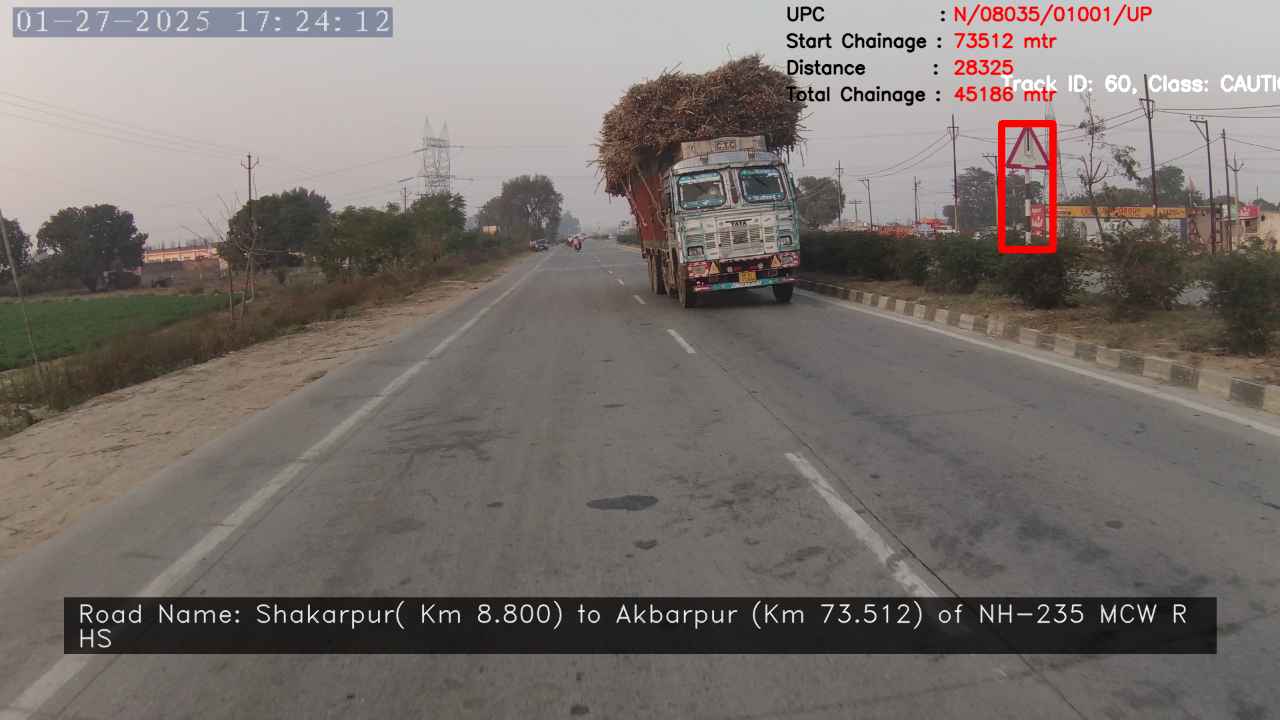 01-27-2025 17:24:12
UPC : N/08035/01001/UP
Start Chainage : 73512 mtr
Distance : 28325
Total Chainage : 45186 mtr
Track ID: 60, Class: CAUTIO
TATA
Road Name: Shakarpur( Km 8.800) to Akbarpur (Km 73.512) of NH-235 MCW R
HS